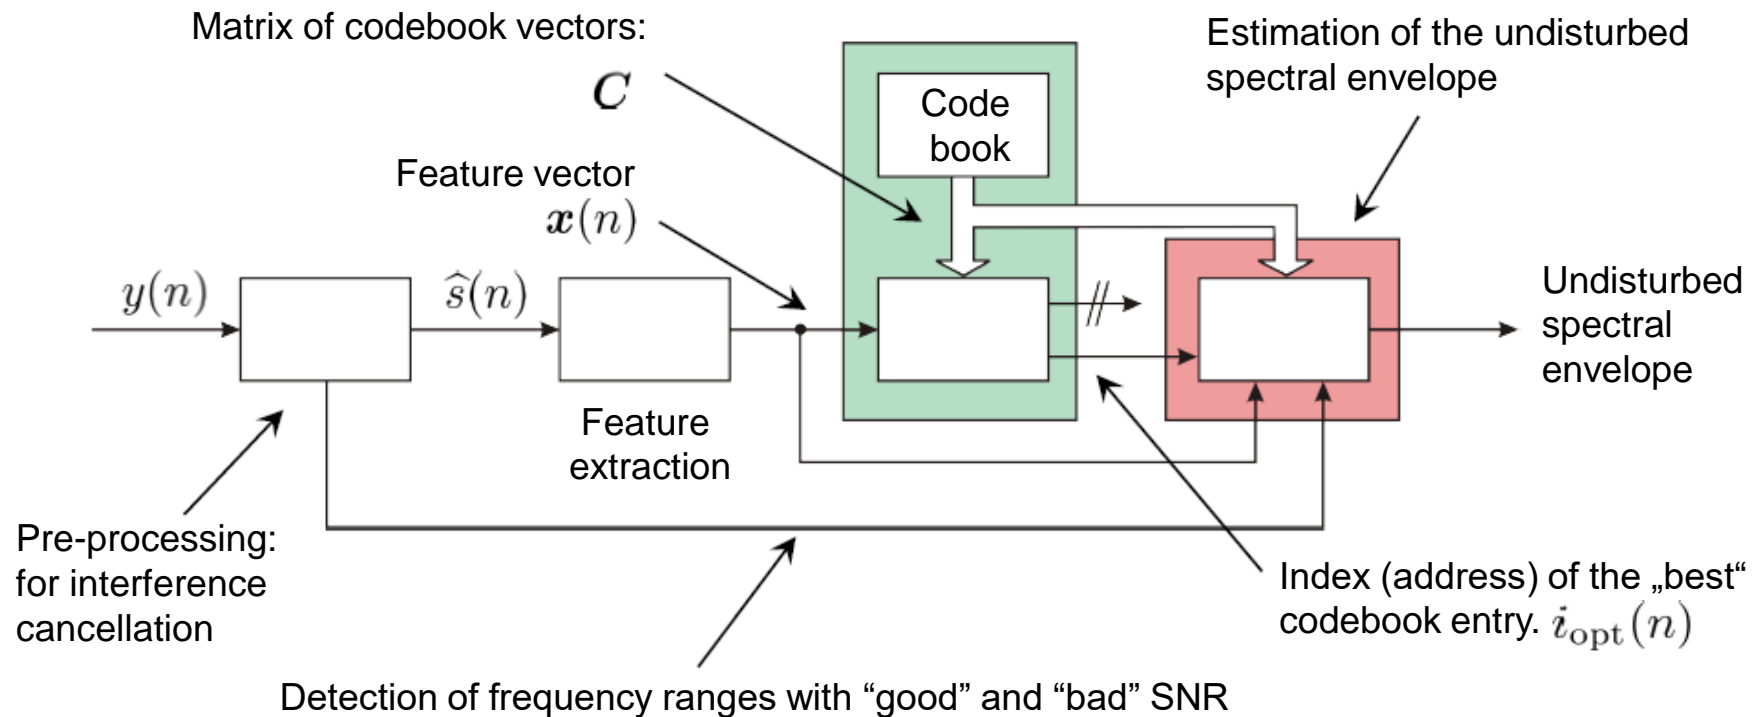 Matrix of codebook vectors:
C
Estimation of the undisturbed
spectral envelope
Code
book
Feature vector
x(n)
y(n)
ŝ(n)
Undisturbed
spectral
envelope
Feature
extraction
Pre-processing:
for interference
cancellation
Index (address) of the „best“
codebook entry. i_opt(n)
Detection of frequency ranges with “good” and “bad” SNR